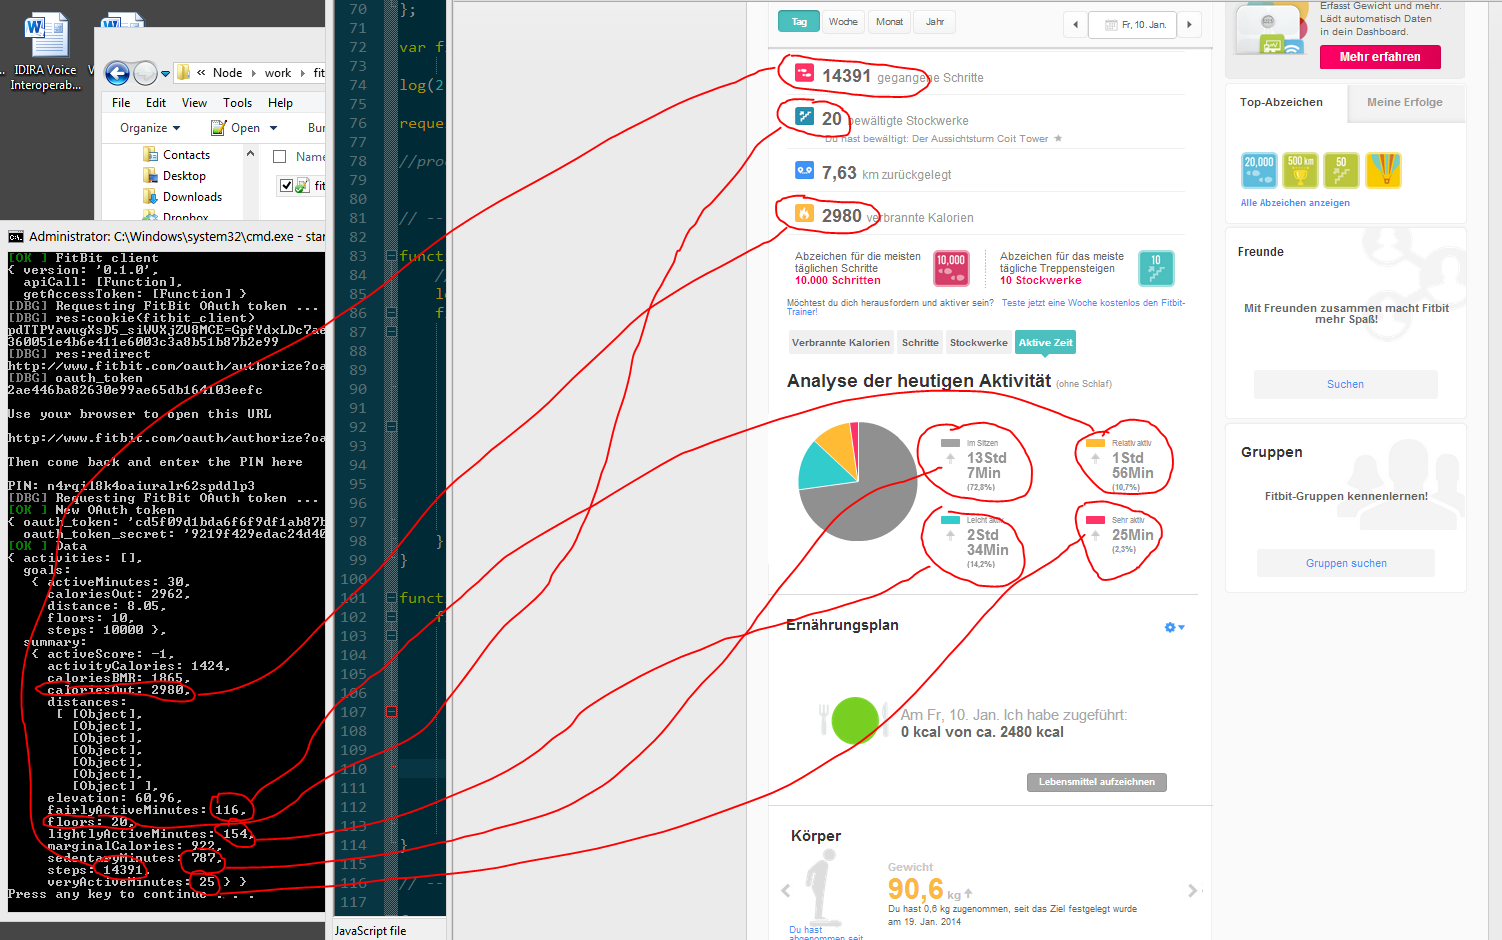 IDIRA Voice
Interoperab...
« Node ▸ work ▸ fit
File Edit View Tools Help
Organize ▾ Open ▾ Bu
Contacts
Desktop
Downloads
Dropbox
Name
fit
Administrator: C:\Windows\system32\cmd.exe - star
[OK ] FitBit client
{ version: '0.1.0',
apiCall: [Function],
getAccessToken: [Function] }
[DBG] Requesting FitBit OAuth token ...
[DBG] res:cookie(fitbit_client)
360051e4b6e411e6003c3a8b51b87b2e99
[DBG] res:redirect
http://www.fitbit.com/oauth/authorize?oa
[DBG] oauth_token
2ae446ba82630e99ae65db164103eefc
Use your browser to open this URL
http://www.fitbit.com/oauth/authorize?oa
Then come back and enter the PIN here
PIN: n4rqjl8k4oaiuralr62spddlp3
[DBG] Requesting FitBit OAuth token ...
[OK ] New OAuth token
{ oauth_token: 'cd5f09d1bda6f6f9df1ab87b
oauth_token_secret: '9219f429edac24d40
[OK ] Data
{ activities: [],
goals:
{ activeMinutes: 30,
caloriesOut: 2962,
distance: 8.05,
floors: 10,
steps: 10000 },
summary:
{ activeScore: -1,
activityCalories: 1424,
caloriesBMR: 1865,
caloriesOut: 2980,
distances:
[ [Object],
[Object],
[Object],
[Object],
[Object],
[Object],
[Object] ],
elevation: 60.96,
fairlyActiveMinutes: 116,
floors: 20,
lightlyActiveMinutes: 154,
marginalCalories: 922,
sedentaryMinutes: 787,
steps: 14391,
veryActiveMinutes: 25 } }
Press any key to continue . . .
70 };
71
72 var f
73
74 log(2
75
76 reque
77
78 //pro
79
80
81 // --
82
83 funct
84 //
85 lo
86 f
87
88
89
90
91
92
93
94
95
96
97
98 }
99 }
100
101 funct
102 f
103
104
105
106
107
108
109
110
111
112
113
114 }
115
116 // --
117
JavaScript file
Tag Woche Monat Jahr
Fr, 10. Jan.
14391 gegangene Schritte
20 bewältigte Stockwerke
Du hast bewältigt: Der Aussichtsturm Coit Tower ★
7,63 km zurückgelegt
2980 verbrannte Kalorien
Abzeichen für die meisten
täglichen Schritte
10.000 Schritten
10,000
Abzeichen für das meiste
tägliche Treppensteigen
10 Stockwerke
10
Möchtest du dich herausfordern und aktiver sein? Teste jetzt eine Woche kostenlos den Fitbit-
Trainer!
Verbrannte Kalorien Schritte Stockwerke Aktive Zeit
Analyse der heutigen Aktivität (ohne Schlaf)
Im Sitzen
13Std
7Min
(72,8%)
Relativ aktiv
1Std
56Min
(10,7%)
Leicht aktiv
2Std
34Min
(14,2%)
Sehr aktiv
25Min
(2,3%)
Ernährungsplan
Am Fr, 10. Jan. Ich habe zugeführt:
0 kcal von ca. 2480 kcal
Lebensmittel aufzeichnen
Körper
Du hast
abgenommen seit
Gewicht
90,6 kg
Du hast 0,6 kg zugenommen, seit das Ziel festgelegt wurde
am 19. Jan. 2014
Erfasst Gewicht und mehr.
Lädt automatisch Daten
in dein Dashboard.
Mehr erfahren
Top-Abzeichen Meine Erfolge
20,000 500 km 50
Alle Abzeichen anzeigen
Freunde
Mit Freunden zusammen macht Fitbit
mehr Spaß!
Suchen
Gruppen
Fitbit-Gruppen kennenlernen!
Gruppen suchen